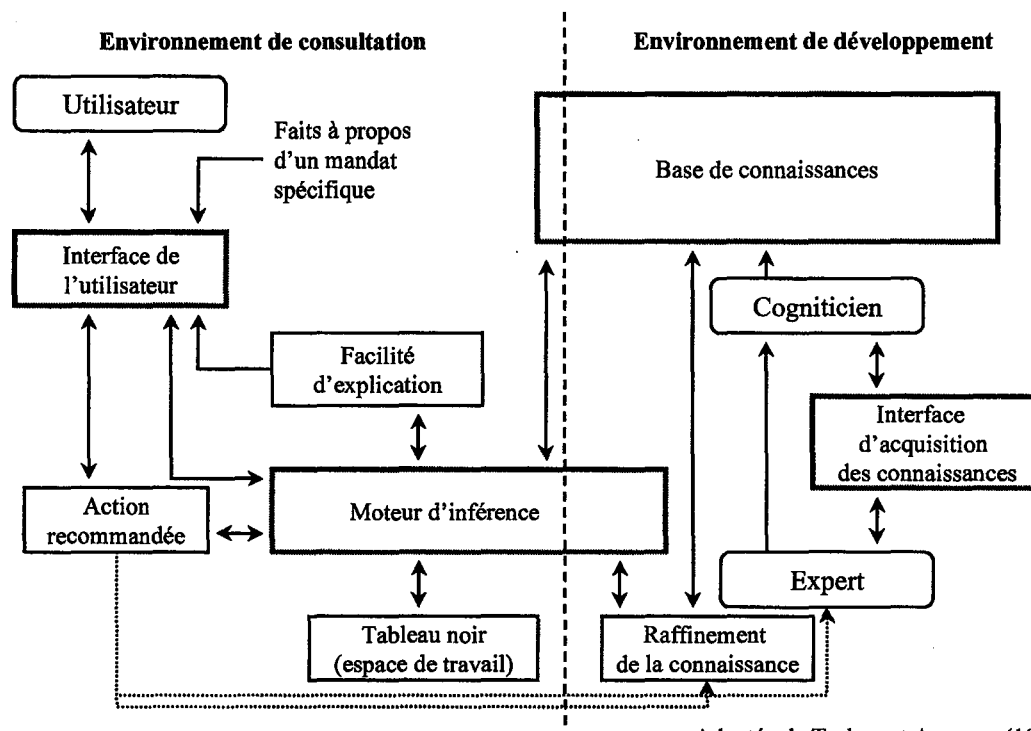 Environnement de consultation
Environnement de développement
Utilisateur
Faits à propos
d'un mandat
spécifique
Base de connaissances
Interface de
l'utilisateur
Cogniticien
Facilité
d'explication
Interface
d'acquisition
des connaissances
Moteur d'inférence
Action
recommandée
Expert
Tableau noir
(espace de travail)
Raffinement
de la connaissance